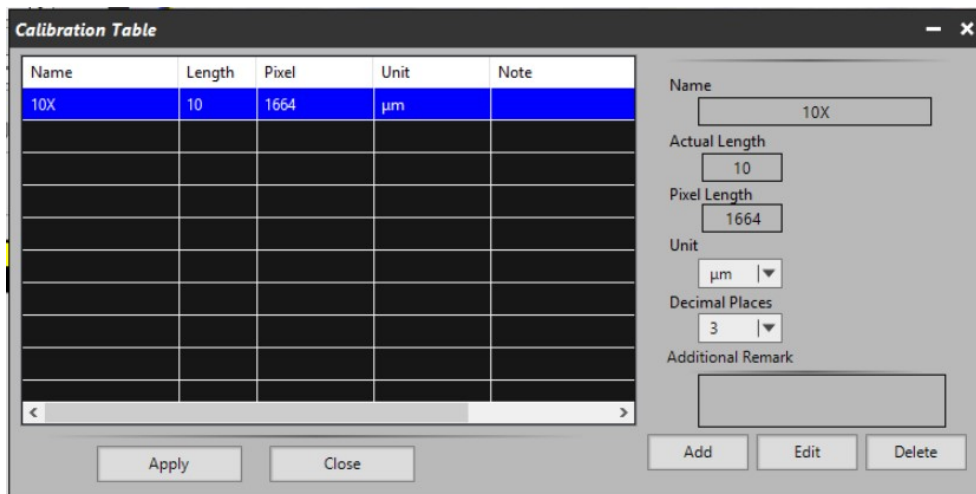 Calibration Table
Name Length Pixel Unit Note
10X 10 1664 µm
Name
10X
Actual Length
10
Pixel Length
1664
Unit
µm
Decimal Places
3
Additional Remark
Apply Close
Add Edit Delete